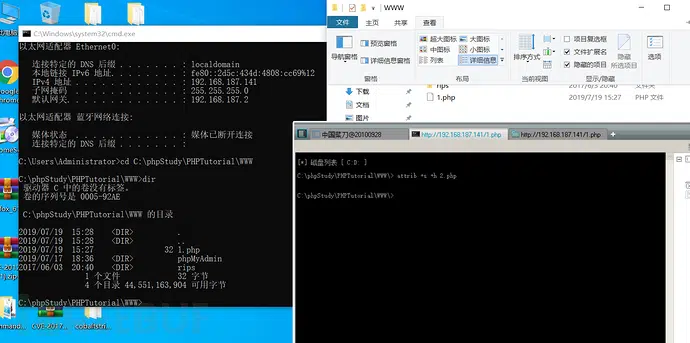 C:\Windows\system32\cmd.exe
以太网适配器 Ethernet0:
连接特定的 DNS 后缀 . . . . . . . : localdomain
本地链接 IPv6 地址. . . . . . . . : fe80::2d5c:434d:4808:cc69%12
IPv4 地址 . . . . . . . . . . . . : 192.168.187.141
子网掩码 . . . . . . . . . . . . : 255.255.255.0
默认网关. . . . . . . . . . . . . : 192.168.187.2
以太网适配器 蓝牙网络连接:
媒体状态 . . . . . . . . . . . . : 媒体已断开连接
连接特定的 DNS 后缀 . . . . . . . :
C:\Users\Administrator>cd C:\phpStudy\PHPTutorial\WWW
C:\phpStudy\PHPTutorial\WWW>dir
驱动器 C 中的卷没有标签。
卷的序列号是 0005-92AE
C:\phpStudy\PHPTutorial\WWW 的目录
2019/07/19 15:28 <DIR> .
2019/07/19 15:28 <DIR> ..
2019/07/19 15:27 32 1.php
2019/07/17 18:36 <DIR> phpMyAdmin
2017/06/03 20:40 <DIR> rips
1 个文件 32 字节
4 个目录 44,551,163,904 可用字节
C:\phpStudy\PHPTutorial\WWW>
WWW
文件 主页 共享 查看
导航窗格
预览窗格
详细信息窗格
窗格
超大图标 大图标
中图标 小图标
列表 详细信息
布局
排序方式
当前视图
项目复选框
文件扩展名
隐藏的项目
隐藏
所选项目
显示/隐藏
选项
下载
文档
图片
rips 2017/6/3 20:40 文件夹
1.php 2019/7/19 15:27 PHP 文件
中国菜刀@20100928
http://192.168.187.141/1.php
http://192.168.187.141/1.php
[*] 磁盘列表 [ C:D: ]
C:\phpStudy\PHPTutorial\WWW\> attrib +s +h 2.php
C:\phpStudy\PHPTutorial\WWW\>
Google
Chrome
CVE-2017